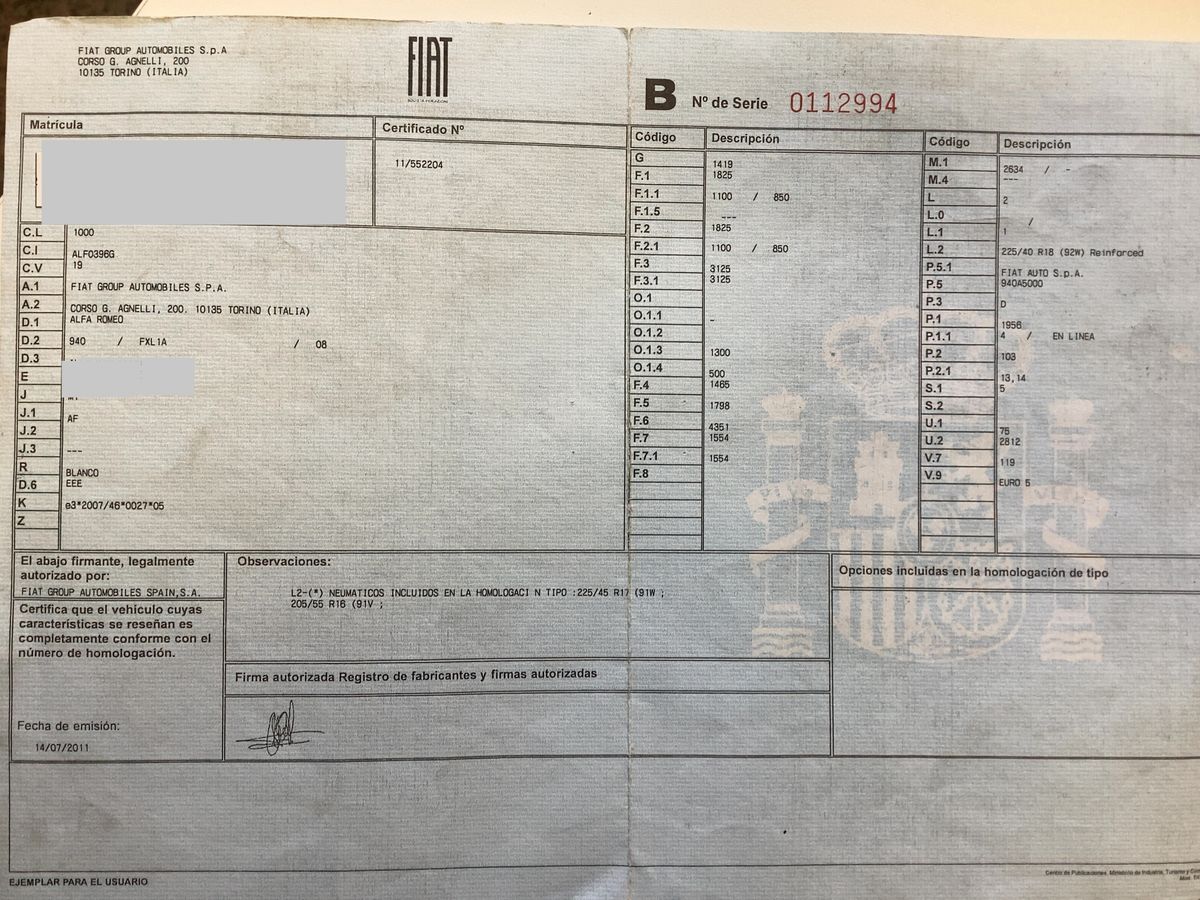 FIAT GROUP AUTOMOBILES S.p.A
CORSO G. AGNELLI, 200
10135 TORINO (ITALIA)
FIAT
B Nº de Serie 0112994
Matrícula
Certificado Nº
11/552204
C.L 1000
C.I ALF0396G
C.V 19
A.1 FIAT GROUP AUTOMOBILES S.P.A.
A.2 CORSO G. AGNELLI, 200. 10135 TORINO (ITALIA)
D.1 ALFA ROMEO
D.2 940 / FXL1A / 08
D.3
E
J
J.1 AF
J.2
J.3 ---
R BLANCO
D.6 EEE
K e3*2007/46*0027*05
Z
Código Descripción
G 1419
F.1 1825
F.1.1 1100 / 850
F.1.5 ---
F.2 1825
F.2.1 1100 / 850
F.3 3125
F.3.1 3125
O.1
O.1.1 -
O.1.2
O.1.3 1300
O.1.4 500
F.4 1465
F.5 1798
F.6 4351
F.7 1554
F.7.1 1554
F.8
Código Descripción
M.1 2634 / -
M.4 ---
L 2
L.0 /
L.1 1
L.2 225/40 R18 (92W) Reinforced
P.5.1 FIAT AUTO S.p.A.
P.5 940A5000
P.3 D
P.1 1956
P.1.1 4 / EN LINEA
P.2 103
P.2.1 13,14
S.1 5
S.2
U.1 75
U.2 2812
V.7 119
V.9 EURO 5
El abajo firmante, legalmente
autorizado por:
FIAT GROUP AUTOMOBILES SPAIN,S.A.
Certifica que el vehículo cuyas
características se reseñan es
completamente conforme con el
número de homologación.
Fecha de emisión:
14/07/2011
Observaciones:
L2-(*) NEUMATICOS INCLUIDOS EN LA HOMOLOGACI N TIPO :225/45 R17 (91W ;
205/55 R16 (91V ;
Firma autorizada Registro de fabricantes y firmas autorizadas
Opciones incluidas en la homologación de tipo
EJEMPLAR PARA EL USUARIO
Centro de Publicaciones, Ministerio de Industria, Turismo y